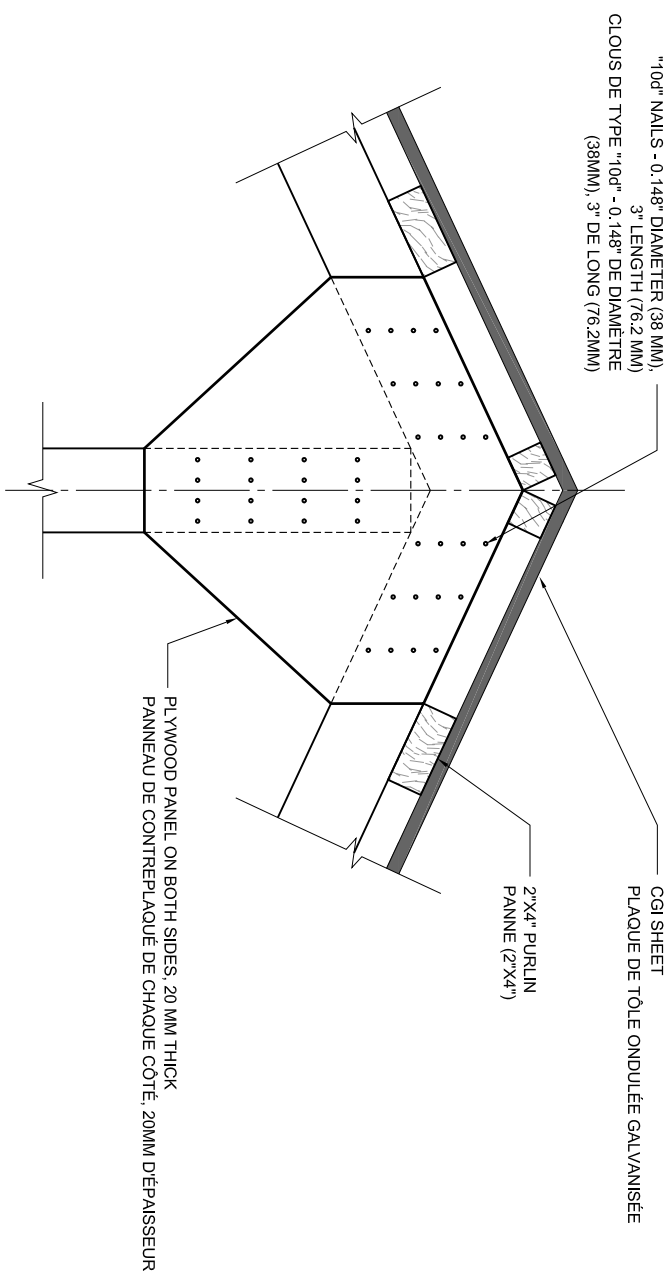 "10d" NAILS - 0.148" DIAMETER (38 MM),
3" LENGTH (76.2 MM)
CLOUS DE TYPE "10d" - 0.148" DE DIAMÈTRE
(38MM), 3" DE LONG (76.2MM)
CGI SHEET
PLAQUE DE TÔLE ONDULÉE GALVANISÉE
2"X4" PURLIN
PANNE (2"X4")
PLYWOOD PANEL ON BOTH SIDES, 20 MM THICK
PANNEAU DE CONTREPLAQUÉ DE CHAQUE CÔTÉ, 20MM D'ÉPAISSEUR